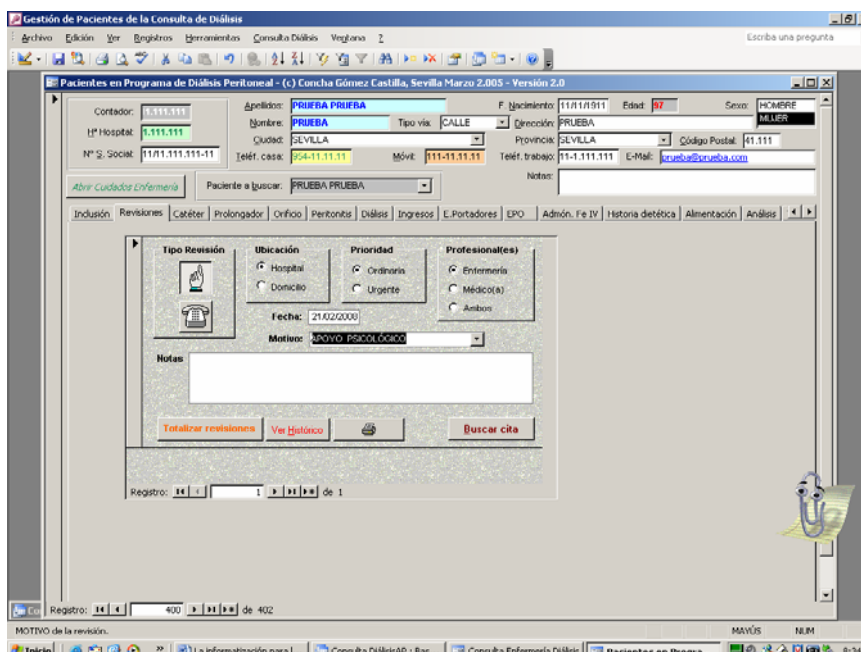 Gestión de Pacientes de la Consulta de Diálisis
Archivo Edición Ver Registros Herramientas Consulta Diálisis Ventana ? Escriba una pregunta
Pacientes en Programa de Diálisis Peritoneal - (c) Concha Gómez Castilla, Sevilla Marzo 2.005 - Versión 2.0
Contador: 1.111.111 Apellidos: PRUEBA PRUEBA F. Nacimiento: 11/11/1911 Edad: 97 Sexo: HOMBRE
MUJER
Hª Hospital: 1.111.111 Nombre: PRUEBA Tipo vía: CALLE Dirección: PRUEBA
Ciudad: SEVILLA Provincia: SEVILLA Código Postal: 41.111
Nº S. Social: 11/11.111.111-11 Teléf. casa: 954-11.11.11 Móvil: 111-11.11.11 Teléf. trabajo: 11-1.111.111 E-Mail: prueba@prueba.com
Notas:
Abrir Cuidados Enfermería Paciente a buscar: PRUEBA PRUEBA
Inclusión Revisiones Catéter Prolongador Orificio Peritonitis Diálisis Ingresos E.Portadores EPO Admón. Fe IV Historia dietética Alimentación Análisis
Tipo Revisión Ubicación Prioridad Profesional(es)
Hospital Ordinaria Enfermería
Domicilio Urgente Médico(a)
Ambos
Fecha: 21/02/2008
Motivo: APOYO PSICOLÓGICO
Notas
Totalizar revisiones Ver Histórico Buscar cita
Registro: 1 de 1
Registro: 400 de 402
MOTIVO de la revisión. MAYÚS NUM
Inicio La informatización para l... Consulta DiálisisAP : Bas... Consulta Enfermería Diálisis Pacientes en Progra...